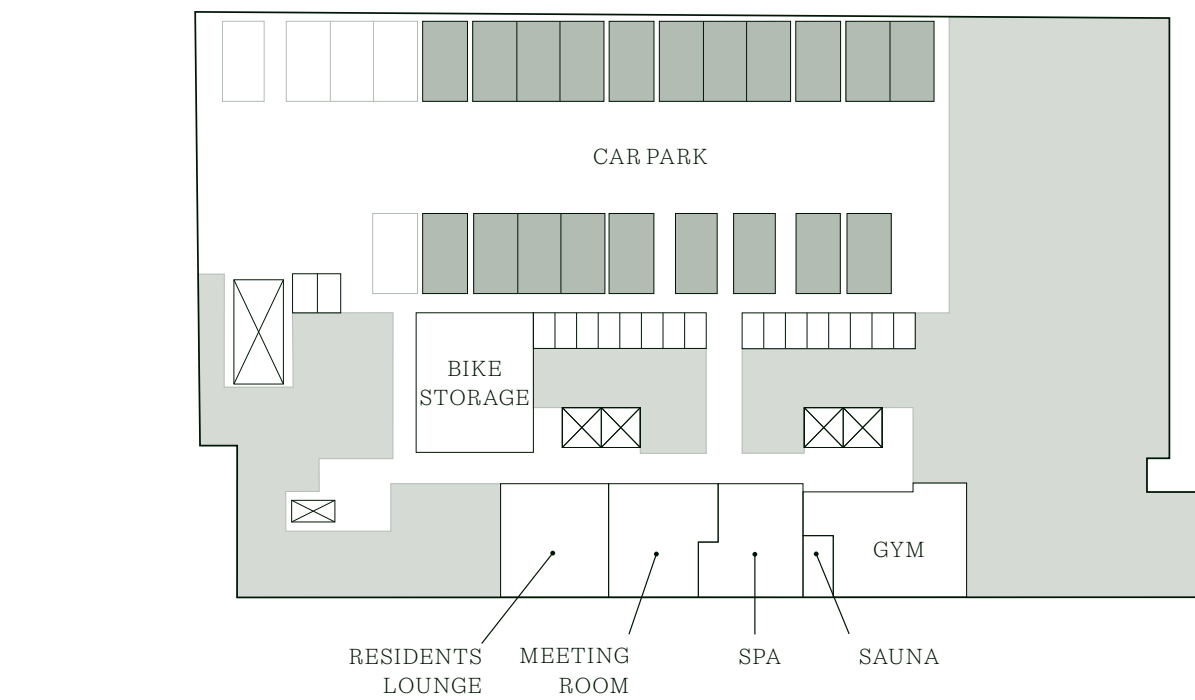 CAR PARK
BIKE
STORAGE
GYM
RESIDENTS
LOUNGE
MEETING
ROOM
SPA
SAUNA